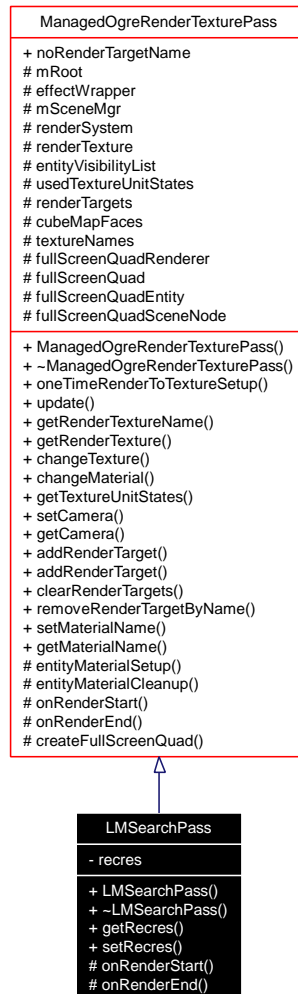 ManagedOgreRenderTexturePass
+ noRenderTargetName
# mRoot
# effectWrapper
# mSceneMgr
# renderSystem
# renderTexture
# entityVisibilityList
# usedTextureUnitStates
# renderTargets
# cubeMapFaces
# textureNames
# fullScreenQuadRenderer
# fullScreenQuad
# fullScreenQuadEntity
# fullScreenQuadSceneNode
+ ManagedOgreRenderTexturePass()
+ ~ManagedOgreRenderTexturePass()
+ oneTimeRenderToTextureSetup()
+ update()
+ getRenderTextureName()
+ getRenderTexture()
+ changeTexture()
+ changeMaterial()
+ getTextureUnitStates()
+ setCamera()
+ getCamera()
+ addRenderTarget()
+ addRenderTarget()
+ clearRenderTargets()
+ removeRenderTargetByName()
+ setMaterialName()
+ getMaterialName()
# entityMaterialSetup()
# entityMaterialCleanup()
# onRenderStart()
# onRenderEnd()
# createFullScreenQuad()
LMSearchPass
- recres
+ LMSearchPass()
+ ~LMSearchPass()
+ getRecres()
+ setRecres()
# onRenderStart()
# onRenderEnd()